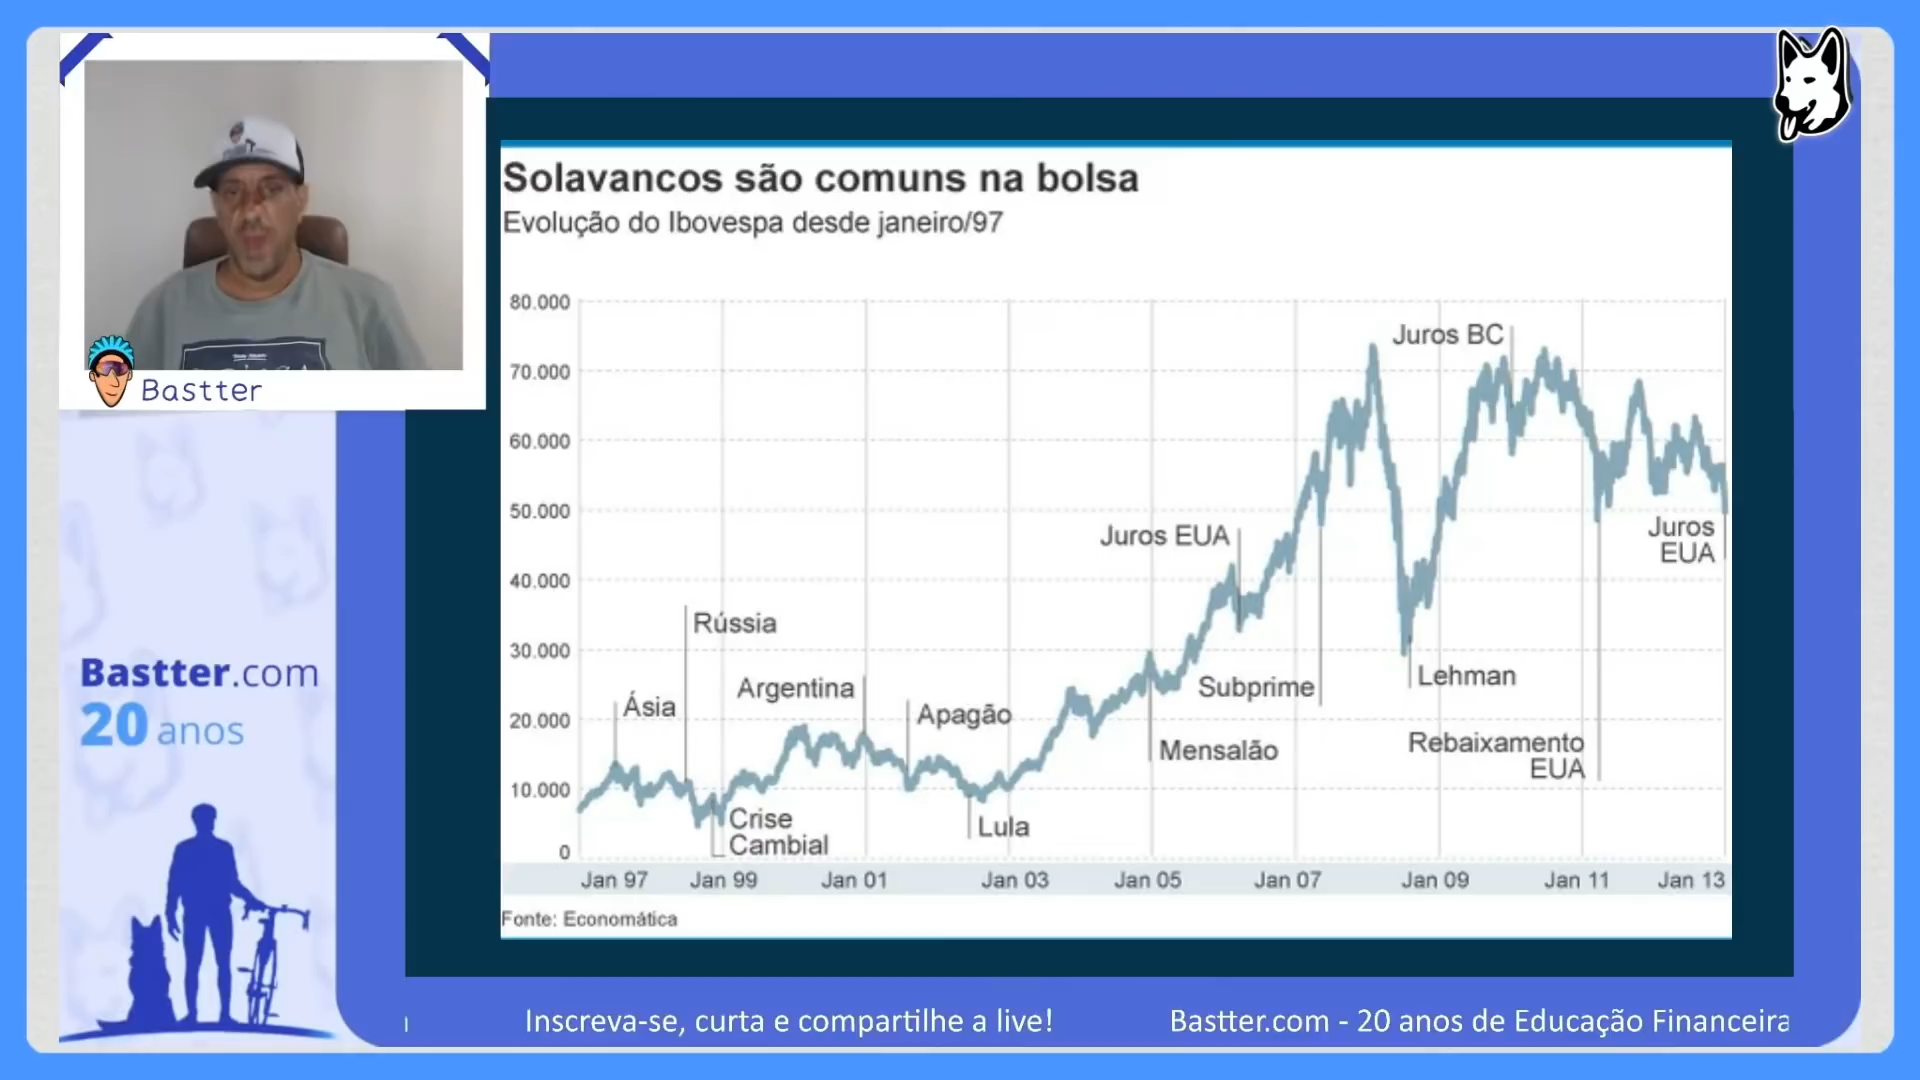 Bastter
Bastter.com
20 anos
Solavancos são comuns na bolsa
Evolução do Ibovespa desde janeiro/97
80.000
70.000
60.000
50.000
40.000
30.000
20.000
10.000
0
Juros BC
Juros EUA
Juros
EUA
Rússia
Ásia
Argentina
Apagão
Subprime
Lehman
Mensalão
Rebaixamento
EUA
Crise
Cambial
Lula
Jan 97
Jan 99
Jan 01
Jan 03
Jan 05
Jan 07
Jan 09
Jan 11
Jan 13
Fonte: Economática
Inscreva-se, curta e compartilhe a live!
Bastter.com - 20 anos de Educação Financeira